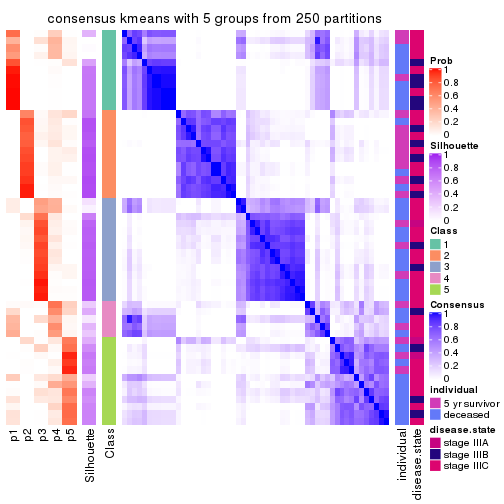 consensus kmeans with 5 groups from 250 partitions
p1
p2
p3
p4
p5
Silhouette
Class
individual
disease.state
Prob
1
0.8
0.6
0.4
0.2
0
Silhouette
1
0.8
0.6
0.4
0.2
0
Class
1
2
3
4
5
Consensus
1
0.8
0.6
0.4
0.2
0
individual
5 yr survivor
deceased
disease.state
stage IIIA
stage IIIB
stage IIIC